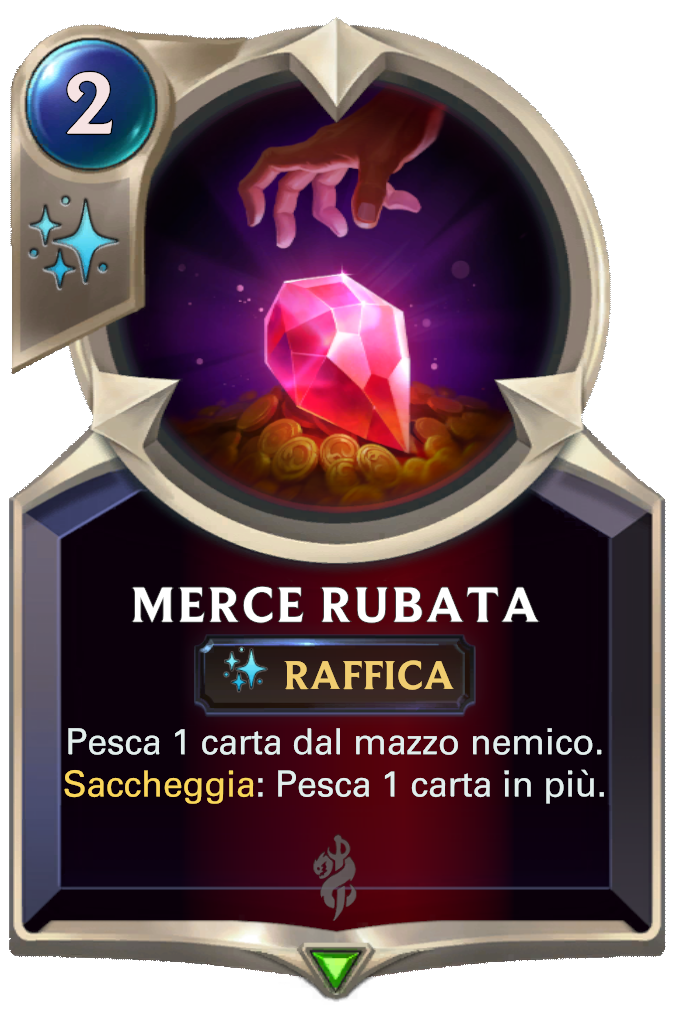 2
MERCE RUBATA
RAFFICA
Pesca 1 carta dal mazzo nemico.
Saccheggia: Pesca 1 carta in più.